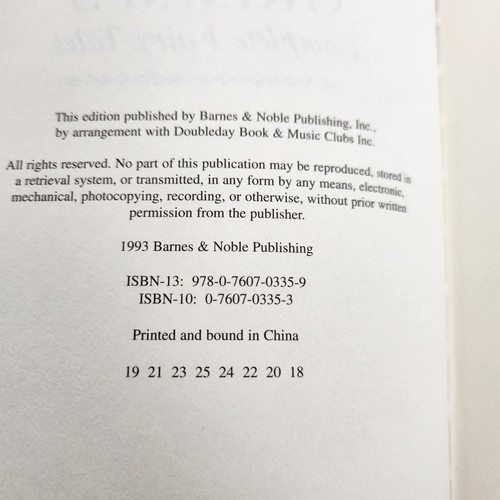 This edition published by Barnes & Noble Publishing, Inc.,
by arrangement with Doubleday Book & Music Clubs Inc.
All rights reserved. No part of this publication may be reproduced, stored in
a retrieval system, or transmitted, in any form by any means, electronic,
mechanical, photocopying, recording, or otherwise, without prior written
permission from the publisher.
1993 Barnes & Noble Publishing
ISBN-13: 978-0-7607-0335-9
ISBN-10: 0-7607-0335-3
Printed and bound in China
19 21 23 25 24 22 20 18